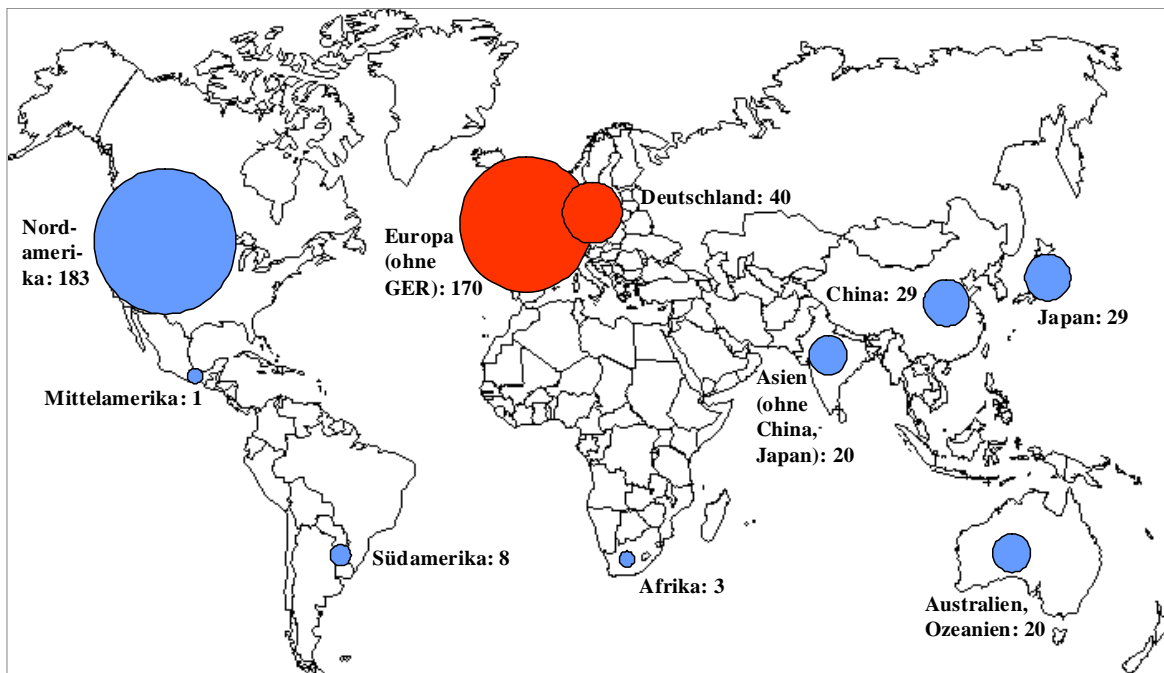 Nord-
ameri-
ka: 183
Europa
(ohne
GER): 170
Deutschland: 40
China: 29
Japan: 29
Mittelamerika: 1
Asien
(ohne
China,
Japan): 20
Südamerika: 8
Afrika: 3
Australien,
Ozeanien: 20